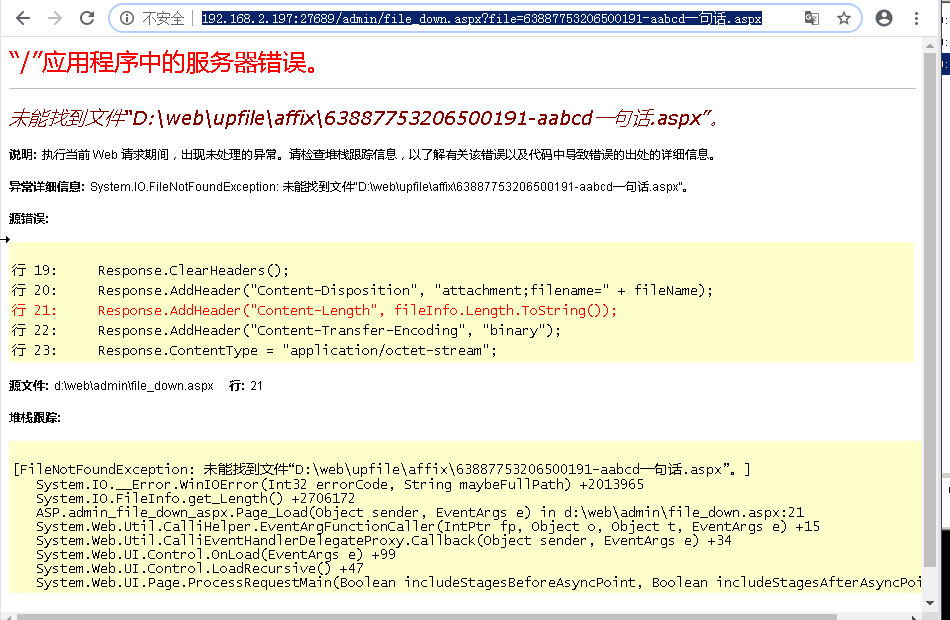 不安全 192.168.2.197:27689/admin/file_down.aspx?file=63887753206500191-aabcd一句话.aspx
“/”应用程序中的服务器错误。
未能找到文件“D:\web\upfile\affix\63887753206500191-aabcd一句话.aspx”。
说明: 执行当前 Web 请求期间，出现未处理的异常。请检查堆栈跟踪信息，以了解有关该错误以及代码中导致错误的出处的详细信息。
异常详细信息: System.IO.FileNotFoundException: 未能找到文件“D:\web\upfile\affix\63887753206500191-aabcd一句话.aspx”。
源错误:
行 19:     Response.ClearHeaders();
行 20:     Response.AddHeader("Content-Disposition", "attachment;filename=" + fileName);
行 21:     Response.AddHeader("Content-Length", fileInfo.Length.ToString());
行 22:     Response.AddHeader("Content-Transfer-Encoding", "binary");
行 23:     Response.ContentType = "application/octet-stream";
源文件: d:\web\admin\file_down.aspx    行: 21
堆栈跟踪:
[FileNotFoundException: 未能找到文件“D:\web\upfile\affix\63887753206500191-aabcd一句话.aspx”。]
System.IO.__Error.WinIOError(Int32 errorCode, String maybeFullPath) +2013965
System.IO.FileInfo.get_Length() +2706172
ASP.admin_file_down_aspx.Page_Load(Object sender, EventArgs e) in d:\web\admin\file_down.aspx:21
System.Web.Util.CalliHelper.EventArgFunctionCaller(IntPtr fp, Object o, Object t, EventArgs e) +15
System.Web.Util.CalliEventHandlerDelegateProxy.Callback(Object sender, EventArgs e) +34
System.Web.UI.Control.OnLoad(EventArgs e) +99
System.Web.UI.Control.LoadRecursive() +47
System.Web.UI.Page.ProcessRequestMain(Boolean includeStagesBeforeAsyncPoint, Boolean includeStagesAfterAsyncPoi